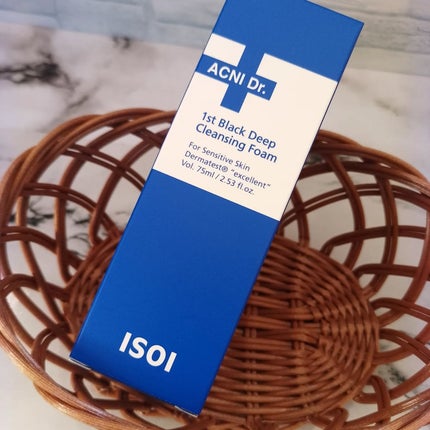 ACNI Dr.
1st Black Deep
Cleansing Foam
For Sensitive Skin
Dermatest® "excellent"
Vol. 75ml / 2.53 fl.oz.
ISOI